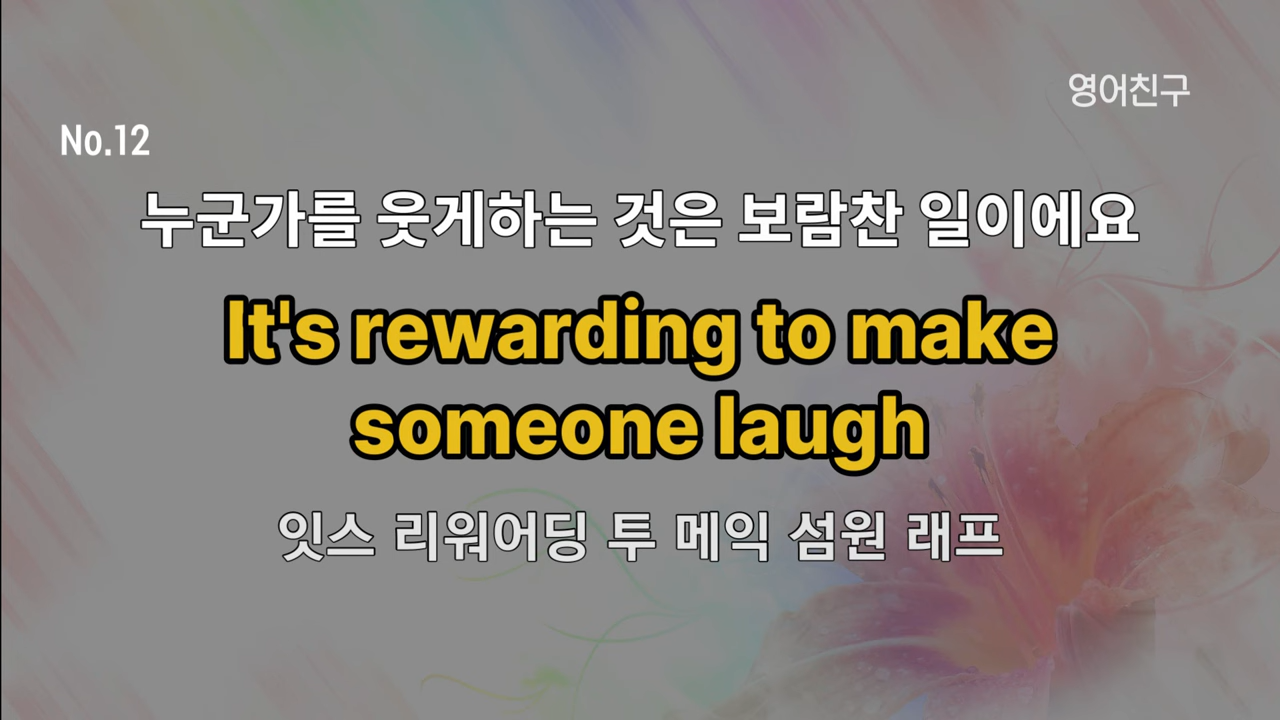 영어친구
No.12
누군가를 웃게하는 것은 보람찬 일이에요
It's rewarding to make
someone laugh
잇스 리워어딩 투 메익 섬원 래프